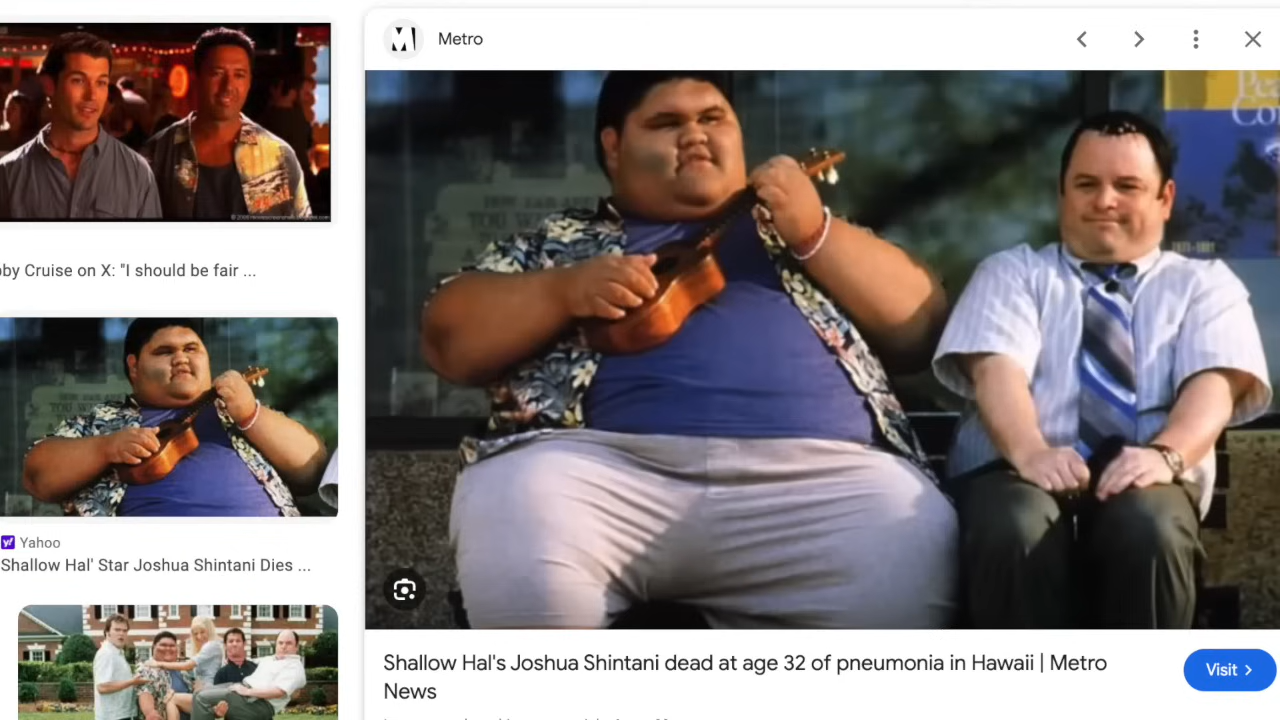 Metro
by Cruise on X: "I should be fair ...
Yahoo
Shallow Hal' Star Joshua Shintani Dies ...
YOU
Shallow Hal's Joshua Shintani dead at age 32 of pneumonia in Hawaii | Metro
News
Visit